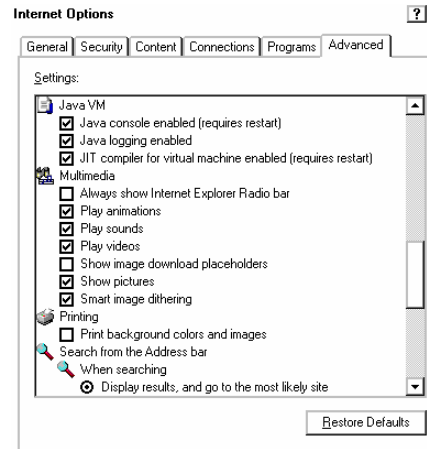 Internet Options
?
General Security Content Connections Programs Advanced
Settings:
Java VM
Java console enabled (requires restart)
Java logging enabled
JIT compiler for virtual machine enabled (requires restart)
Multimedia
Always show Internet Explorer Radio bar
Play animations
Play sounds
Play videos
Show image download placeholders
Show pictures
Smart image dithering
Printing
Print background colors and images
Search from the Address bar
When searching
Display results, and go to the most likely site
Restore Defaults